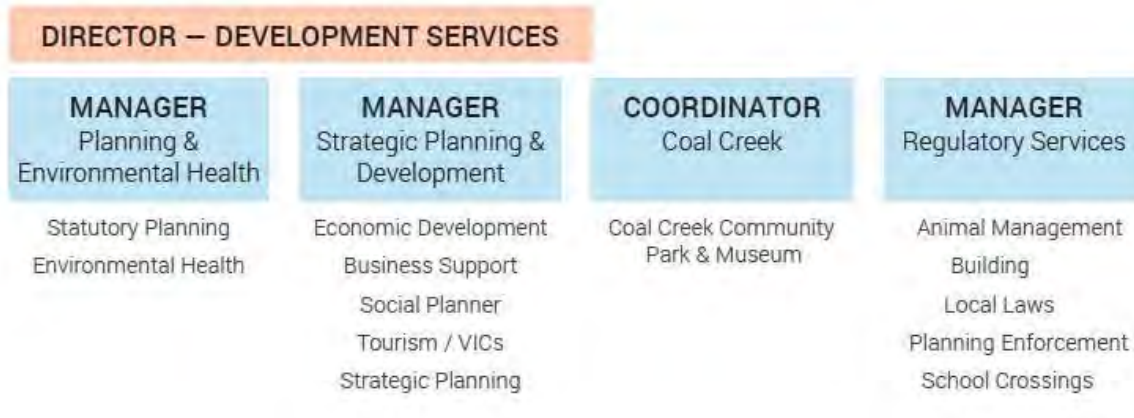 DIRECTOR — DEVELOPMENT SERVICES
MANAGER
Planning &
Environmental Health
Statutory Planning
Environmental Health
MANAGER
Strategic Planning &
Development
Economic Development
Business Support
Social Planner
Tourism / VICs
Strategic Planning
COORDINATOR
Coal Creek
Coal Creek Community
Park & Museum
MANAGER
Regulatory Services
Animal Management
Building
Local Laws
Planning Enforcement
School Crossings